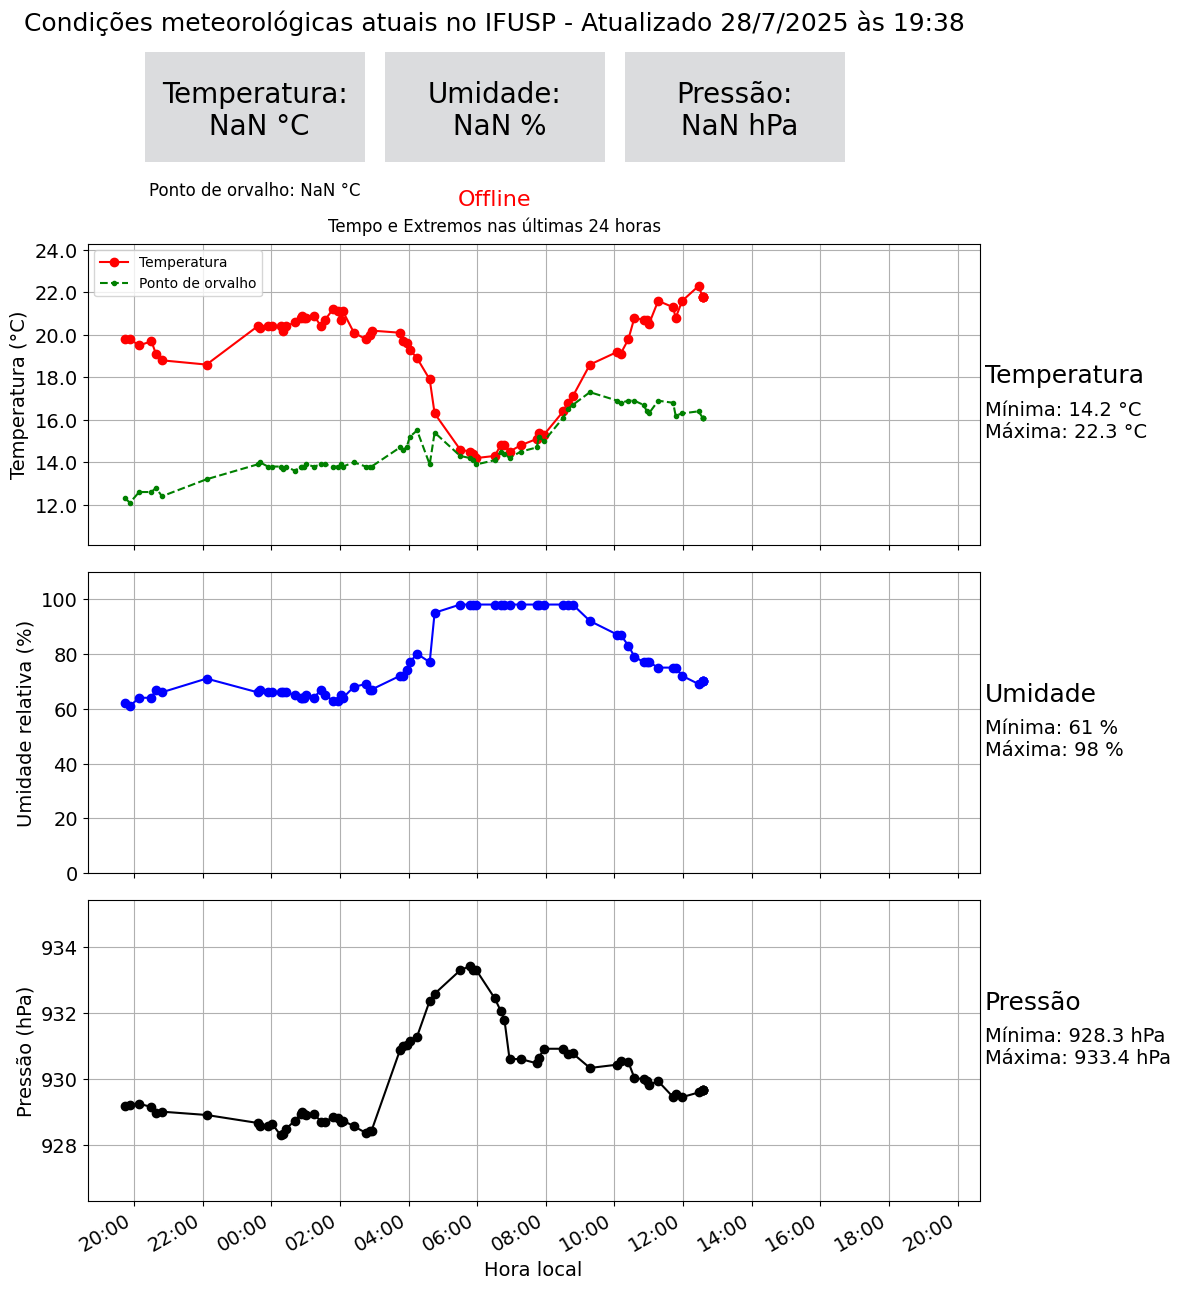 Condições meteorológicas atuais no IFUSP - Atualizado 28/7/2025 às 19:38
Temperatura:
NaN °C
Umidade:
NaN %
Pressão:
NaN hPa
Ponto de orvalho: NaN °C
Offline
Tempo e Extremos nas últimas 24 horas
Temperatura (°C)
24.0
22.0
20.0
18.0
16.0
14.0
12.0
Temperatura
Ponto de orvalho
Temperatura
Mínima: 14.2 °C
Máxima: 22.3 °C
Umidade relativa (%)
100
80
60
40
20
0
Umidade
Mínima: 61 %
Máxima: 98 %
Pressão (hPa)
934
932
930
928
Pressão
Mínima: 928.3 hPa
Máxima: 933.4 hPa
20:00 22:00 00:00 02:00 04:00 06:00 08:00 10:00 12:00 14:00 16:00 18:00 20:00
Hora local